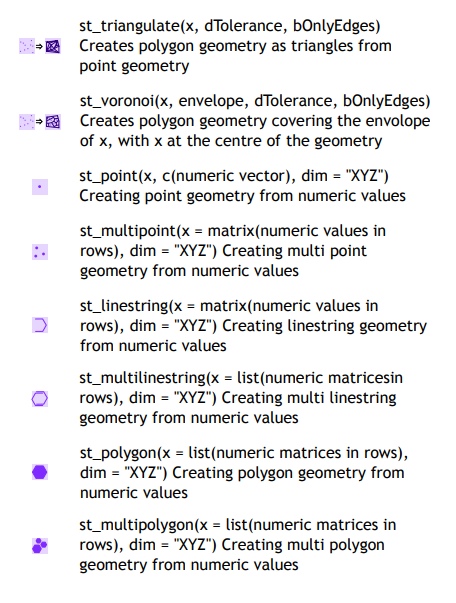 st_triangulate(x, dTolerance, bOnlyEdges)
Creates polygon geometry as triangles from
point geometry
st_voronoi(x, envelope, dTolerance, bOnlyEdges)
Creates polygon geometry covering the envolope
of x, with x at the centre of the geometry
st_point(x, c(numeric vector), dim = "XYZ")
Creating point geometry from numeric values
st_multipoint(x = matrix(numeric values in
rows), dim = "XYZ") Creating multi point
geometry from numeric values
st_linestring(x = matrix(numeric values in
rows), dim = "XYZ") Creating linestring geometry
from numeric values
st_multilinestring(x = list(numeric matricesin
rows), dim = "XYZ") Creating multi linestring
geometry from numeric values
st_polygon(x = list(numeric matrices in rows),
dim = "XYZ") Creating polygon geometry from
numeric values
st_multipolygon(x = list(numeric matrices in
rows), dim = "XYZ") Creating multi polygon
geometry from numeric values